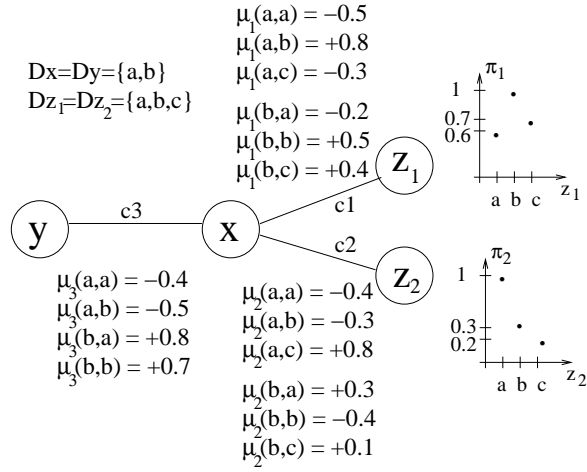 μ1(a,a) = −0.5
μ1(a,b) = +0.8
μ1(a,c) = −0.3
Dx=Dy={a,b}
Dz1=Dz2={a,b,c}
μ1(b,a) = −0.2
μ1(b,b) = +0.5
μ1(b,c) = +0.4
π1
1
0.7
0.6
a b c
z1
z1
c1
c3
y
x
c2
z2
μ3(a,a) = −0.4
μ3(a,b) = −0.5
μ3(b,a) = +0.8
μ3(b,b) = +0.7
μ2(a,a) = −0.4
μ2(a,b) = −0.3
μ2(a,c) = +0.8
μ2(b,a) = +0.3
μ2(b,b) = −0.4
μ2(b,c) = +0.1
π2
1
0.3
0.2
a b c
z2